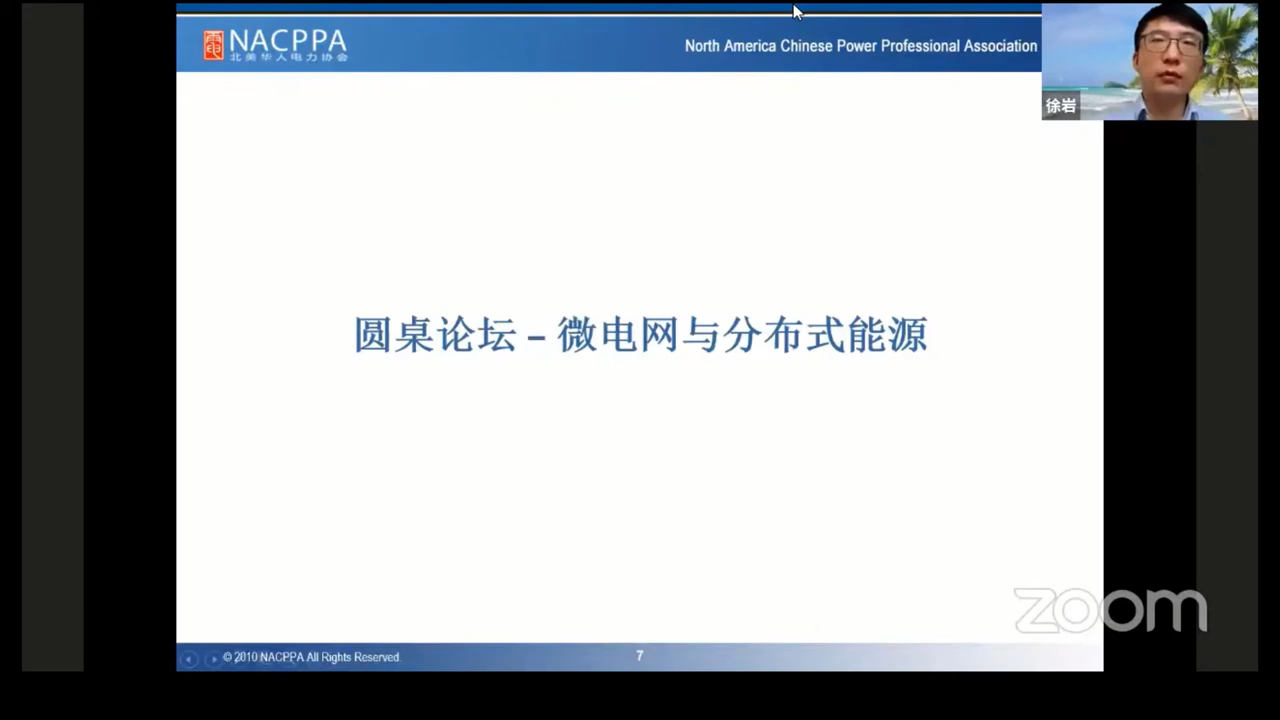 電
NACPPA
北美华人电力协会
North America Chinese Power Professional Association
徐岩
圆桌论坛 – 微电网与分布式能源
zoom
© 2010 NACPPA All Rights Reserved.
7